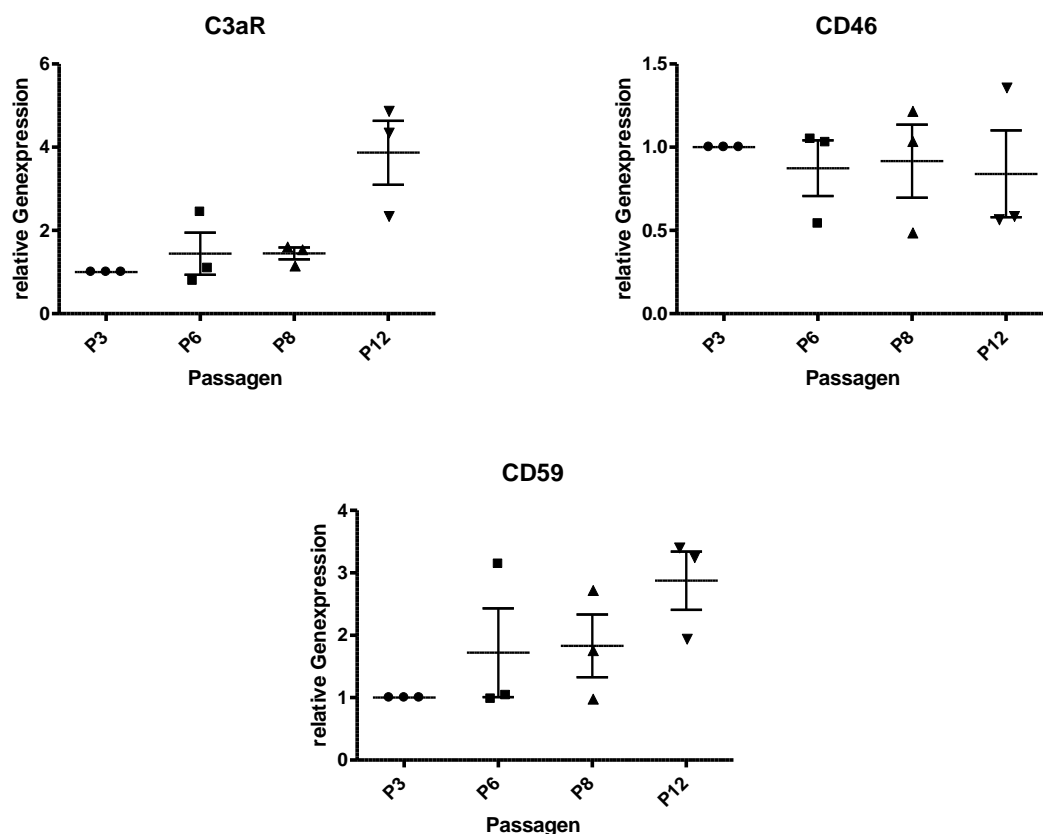 C3aR
relative Genexpression
6
4
2
0
P3
P6
P8
P12
Passagen
CD46
relative Genexpression
1.5
1.0
0.5
0.0
P3
P6
P8
P12
Passagen
CD59
relative Genexpression
4
3
2
1
0
P3
P6
P8
P12
Passagen